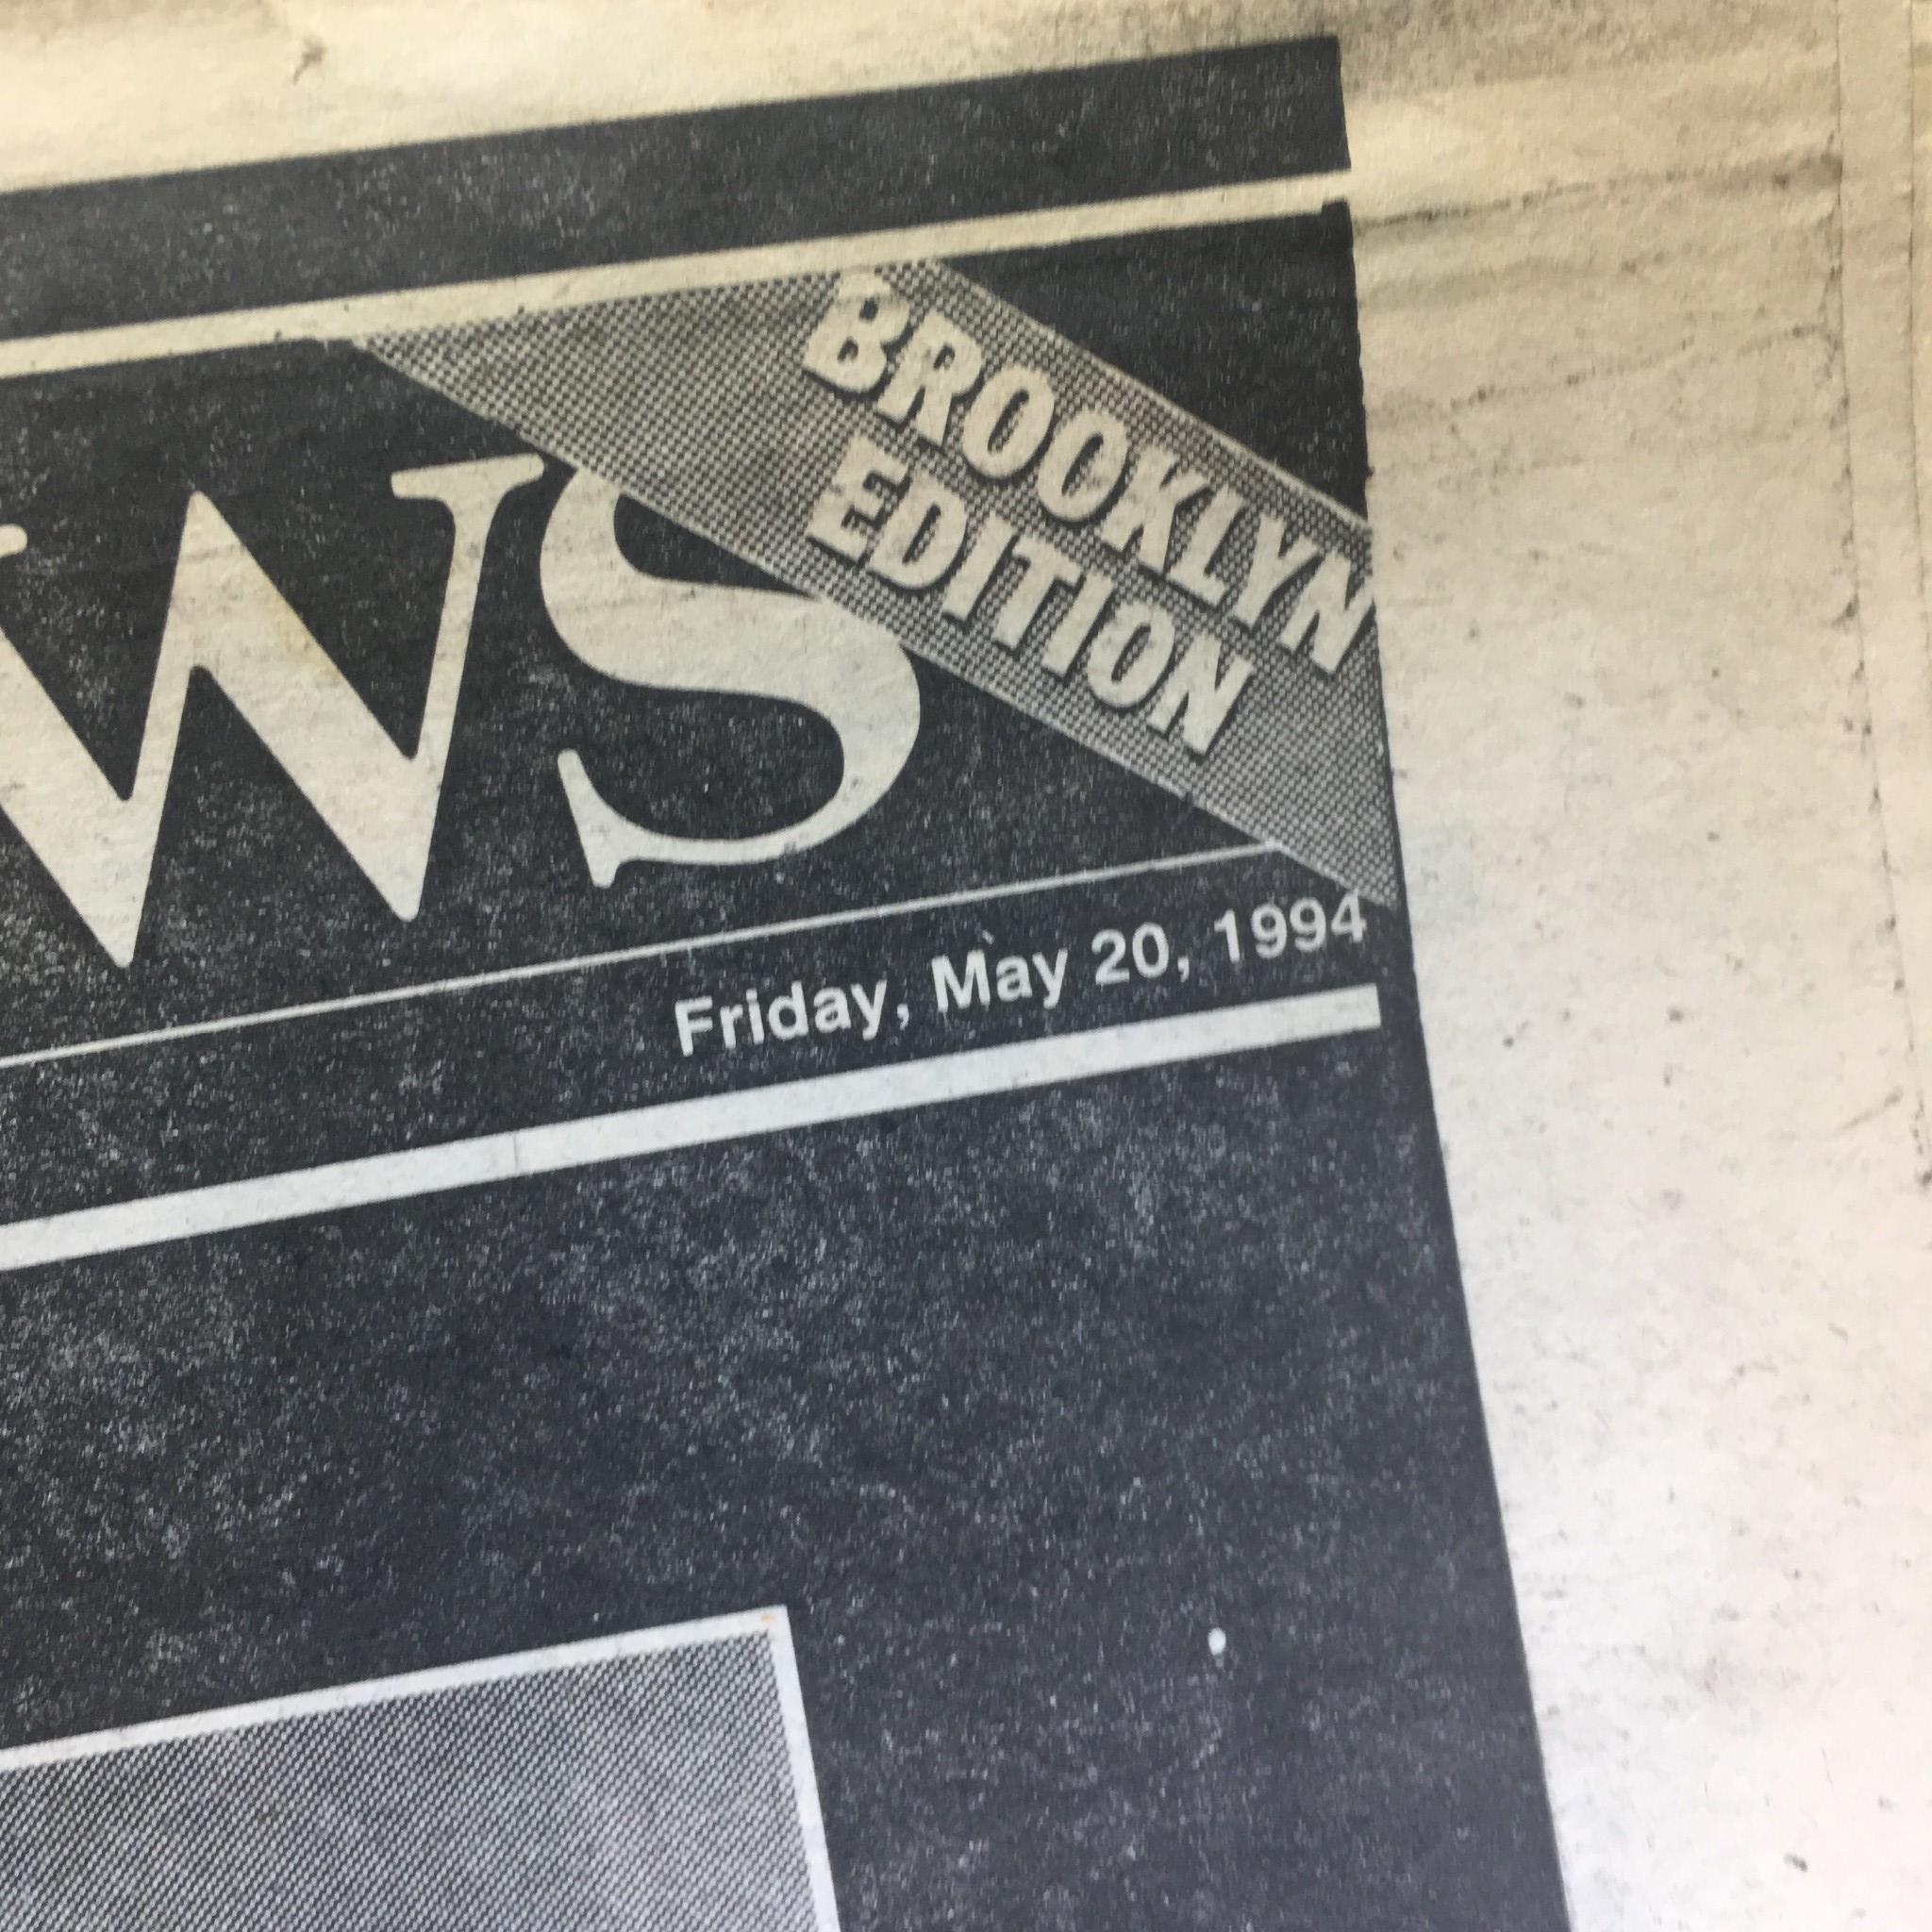 WS
BROOKLYN
EDITION
Friday, May 20, 1994